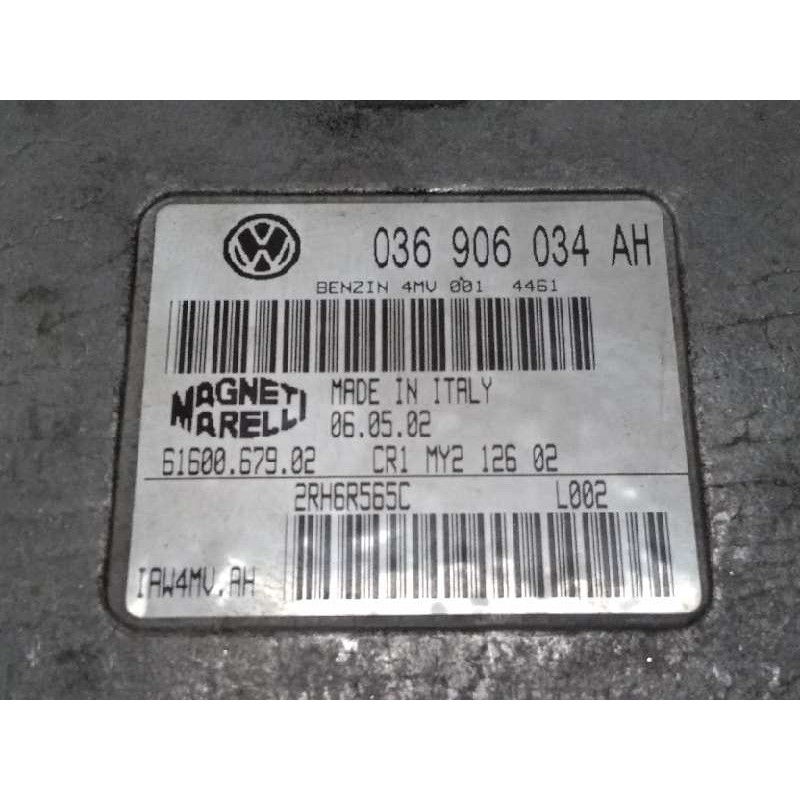 036 906 034 AH
BENZIN 4MV 001 4461
MAGNETI
MARELLI
MADE IN ITALY
06.05.02
61600.679.02 CR1 MY2 126 02
2RH6R565C L002
IAW4MV.AH